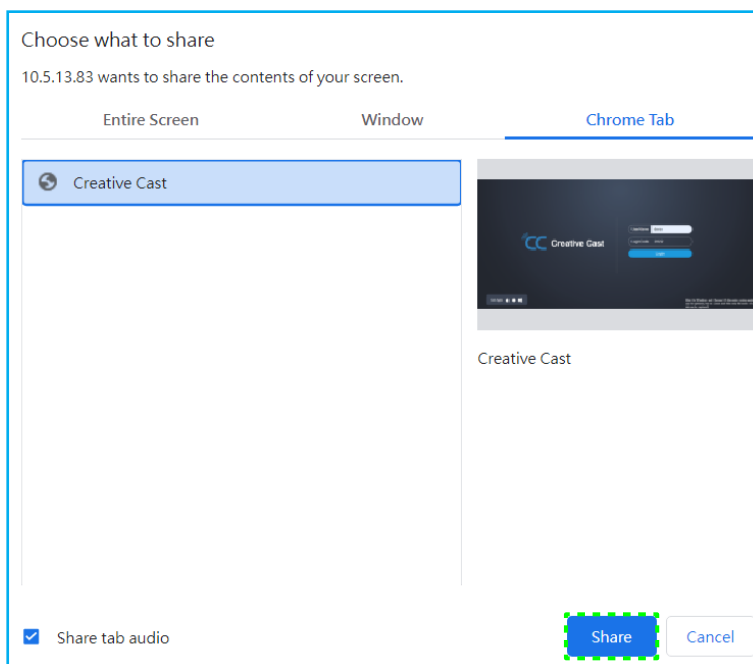 Choose what to share
10.5.13.83 wants to share the contents of your screen.
Entire Screen
Window
Chrome Tab
Creative Cast
CC Creative Cast
Creative Cast
Share tab audio
Share
Cancel